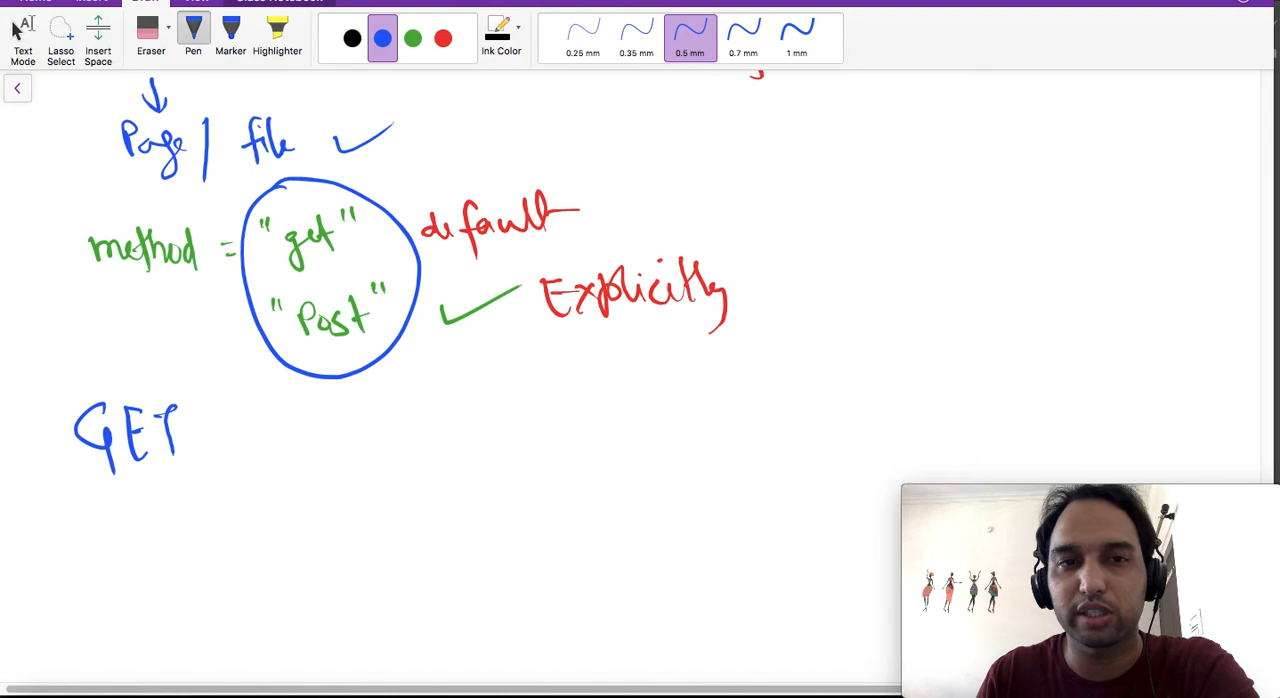 Text Mode
Lasso Select
Insert Space
Eraser
Pen
Marker
Highlighter
Ink Color
0.25 mm
0.35 mm
0.5 mm
0.7 mm
1 mm
Page | file
method = "get" default
"Post" Explicitly
GET